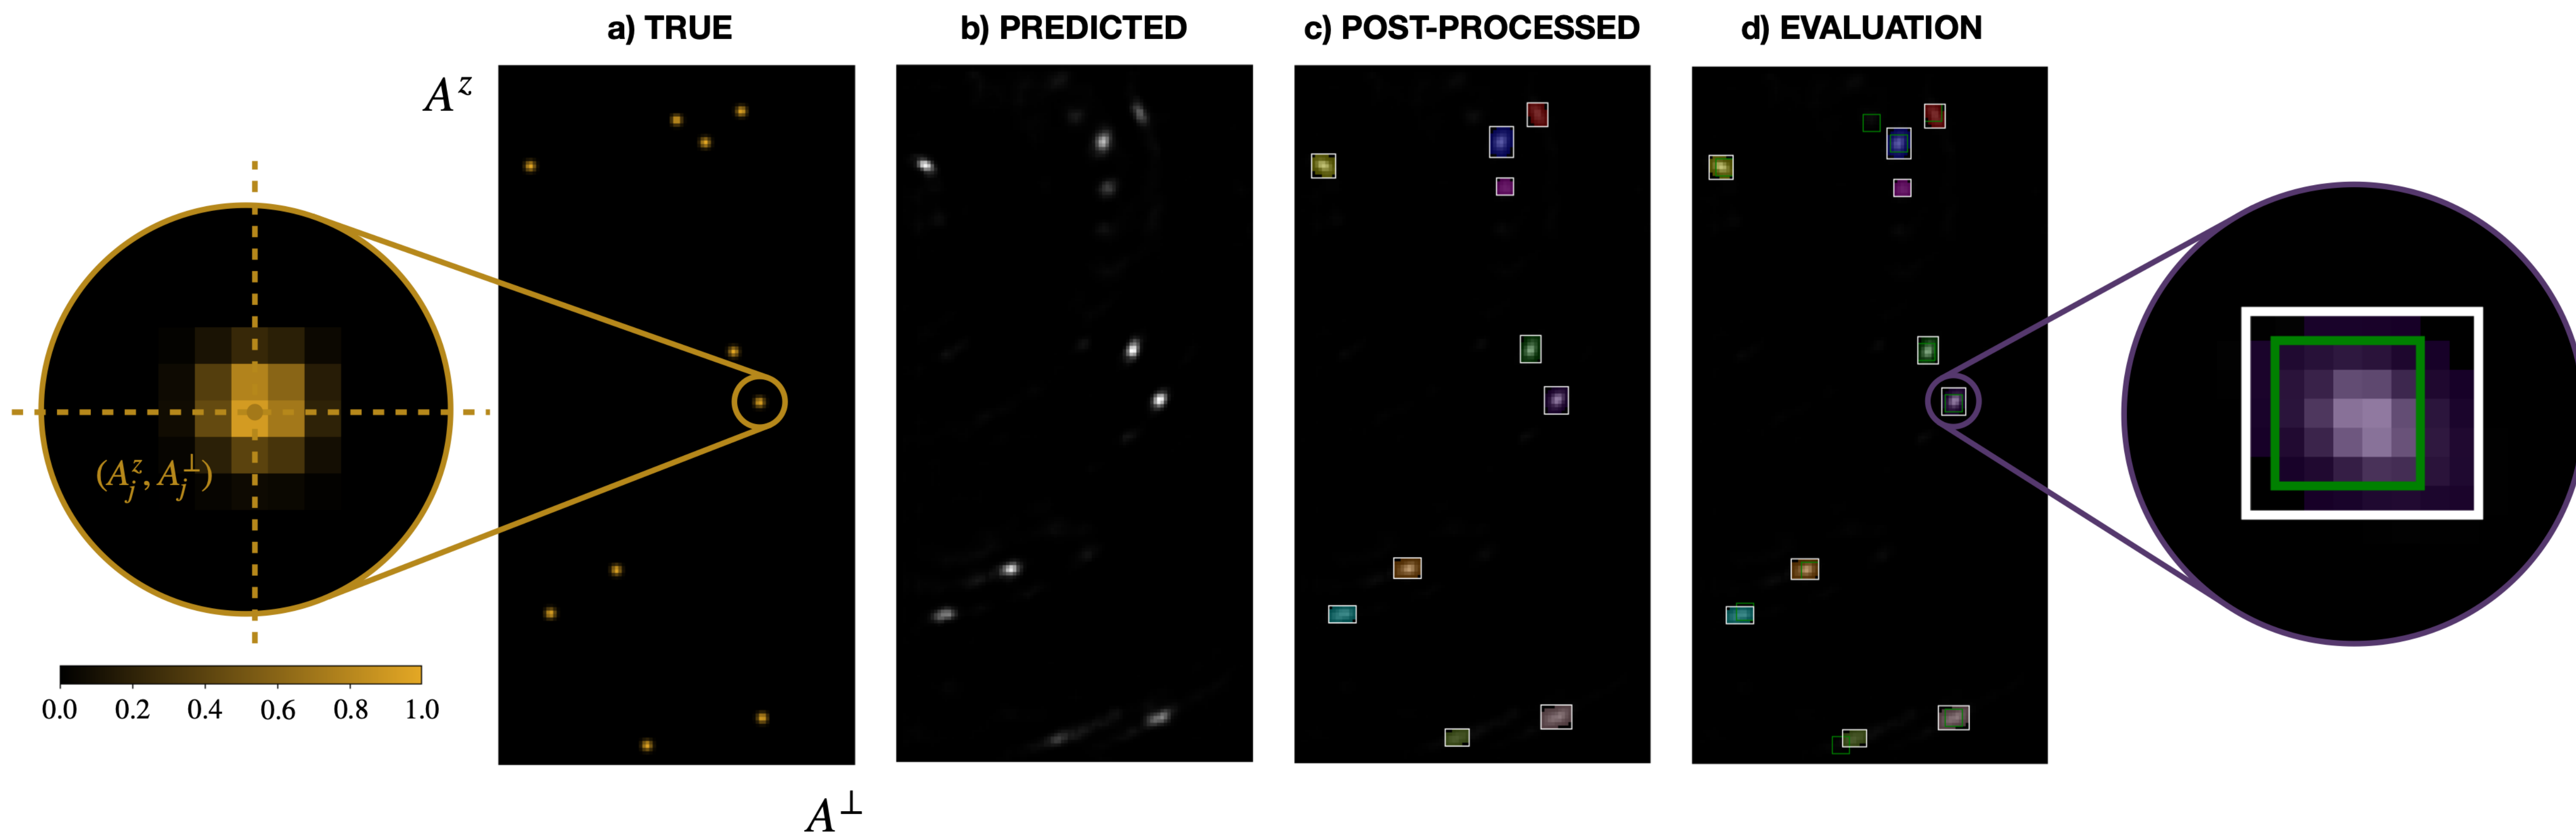 a) TRUE
b) PREDICTED
c) POST-PROCESSED
d) EVALUATION
A^z
(A_j^z, A_j^⊥)
0.0 0.2 0.4 0.6 0.8 1.0
A^⊥